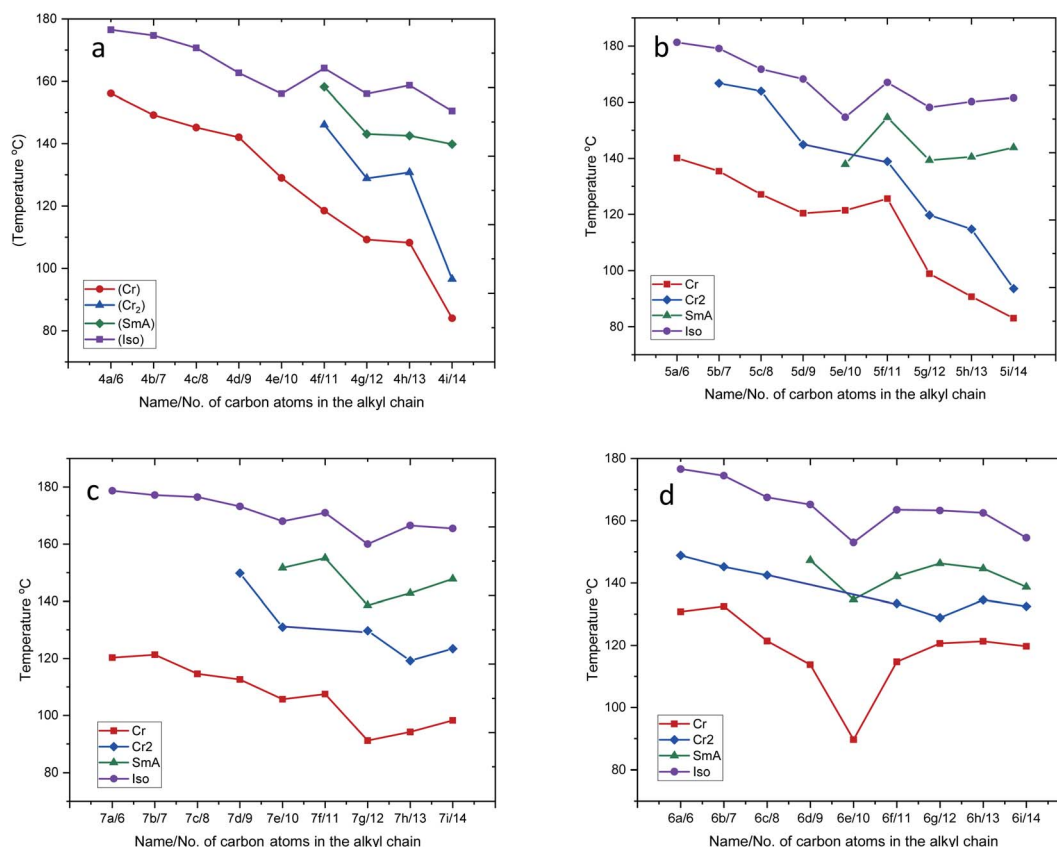 a
(Temperature ºC)
180
160
140
120
100
80
(Cr)
(Cr₂)
(SmA)
(Iso)
4a/6 4b/7 4c/8 4d/9 4e/10 4f/11 4g/12 4h/13 4i/14
Name/No. of carbon atoms in the alkyl chain
b
Temperature ºC
180
160
140
120
100
80
Cr
Cr2
SmA
Iso
5a/6 5b/7 5c/8 5d/9 5e/10 5f/11 5g/12 5h/13 5i/14
Name/No. of carbon atoms in the alkyl chain
c
Temperature ºC
180
160
140
120
100
80
Cr
Cr2
SmA
Iso
7a/6 7b/7 7c/8 7d/9 7e/10 7f/11 7g/12 7h/13 7i/14
Name/No. of carbon atoms in the alkyl chain
d
Temperature ºC
180
160
140
120
100
80
Cr
Cr2
SmA
Iso
6a/6 6b/7 6c/8 6d/9 6e/10 6f/11 6g/12 6h/13 6i/14
Name/No. of carbon atoms in the alkyl chain